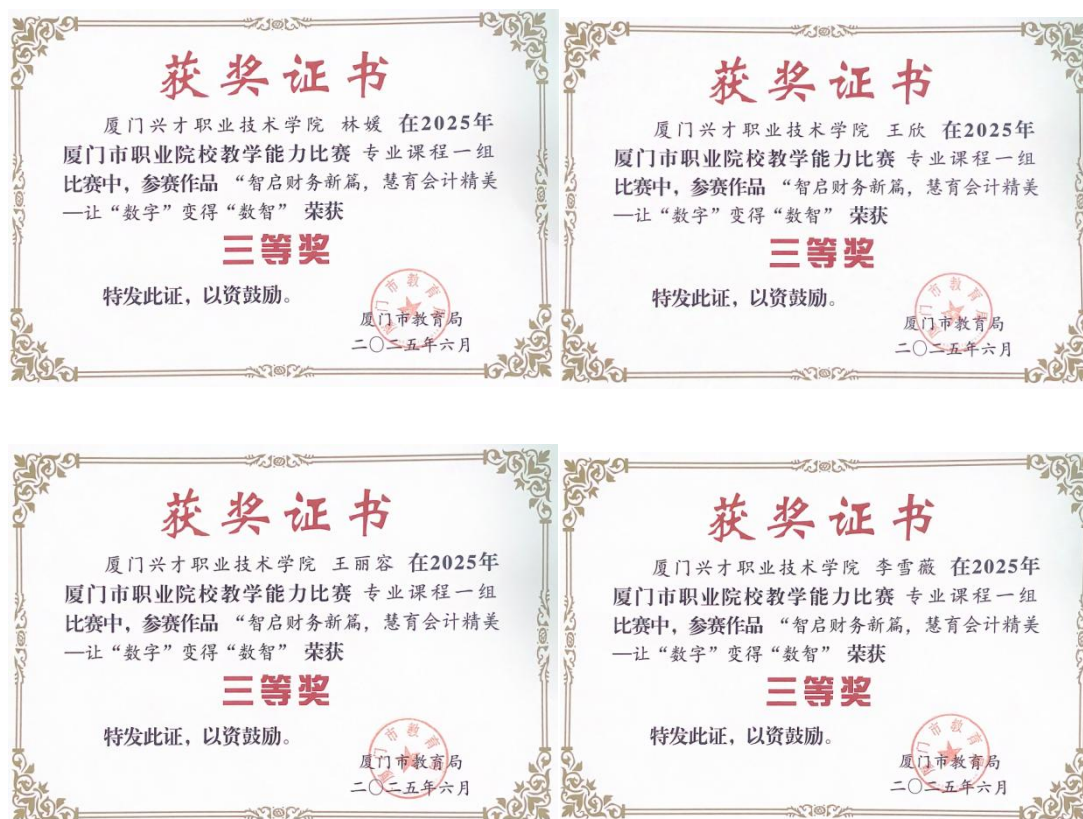 获奖证书
厦门兴才职业技术学院 林媛 在2025年
厦门市职业院校教学能力比赛 专业课程一组
比赛中，参赛作品 “智启财务新篇，慧育会计精美
—让“数字”变得“数智” 荣获
三等奖
特发此证，以资鼓励。
厦门市教育局
二〇二五年六月
获奖证书
厦门兴才职业技术学院 王欣 在2025年
厦门市职业院校教学能力比赛 专业课程一组
比赛中，参赛作品 “智启财务新篇，慧育会计精美
—让“数字”变得“数智” 荣获
三等奖
特发此证，以资鼓励。
厦门市教育局
二〇二五年六月
获奖证书
厦门兴才职业技术学院 王丽容 在2025年
厦门市职业院校教学能力比赛 专业课程一组
比赛中，参赛作品 “智启财务新篇，慧育会计精美
—让“数字”变得“数智” 荣获
三等奖
特发此证，以资鼓励。
厦门市教育局
二〇二五年六月
获奖证书
厦门兴才职业技术学院 李雪薇 在2025年
厦门市职业院校教学能力比赛 专业课程一组
比赛中，参赛作品 “智启财务新篇，慧育会计精美
—让“数字”变得“数智” 荣获
三等奖
特发此证，以资鼓励。
厦门市教育局
二〇二五年六月